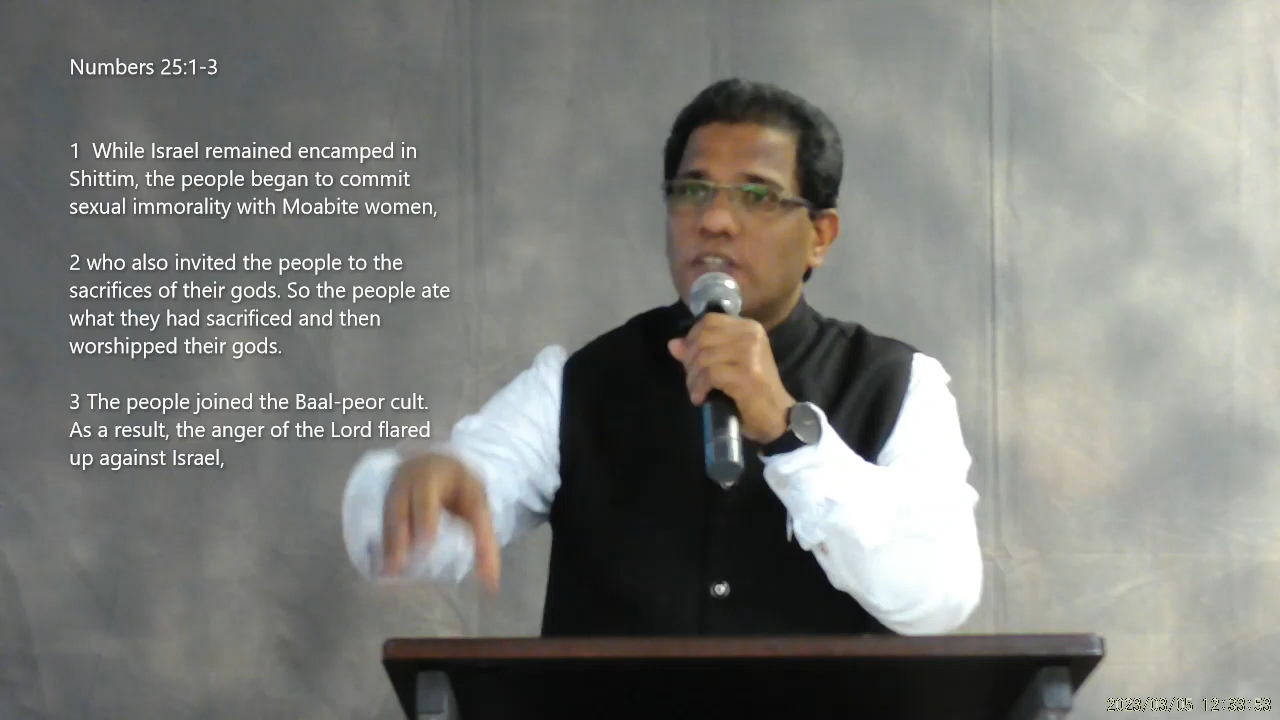 Numbers 25:1-3
1 While Israel remained encamped in
Shittim, the people began to commit
sexual immorality with Moabite women,
2 who also invited the people to the
sacrifices of their gods. So the people ate
what they had sacrificed and then
worshipped their gods.
3 The people joined the Baal-peor cult.
As a result, the anger of the Lord flared
up against Israel,
2023/03/05